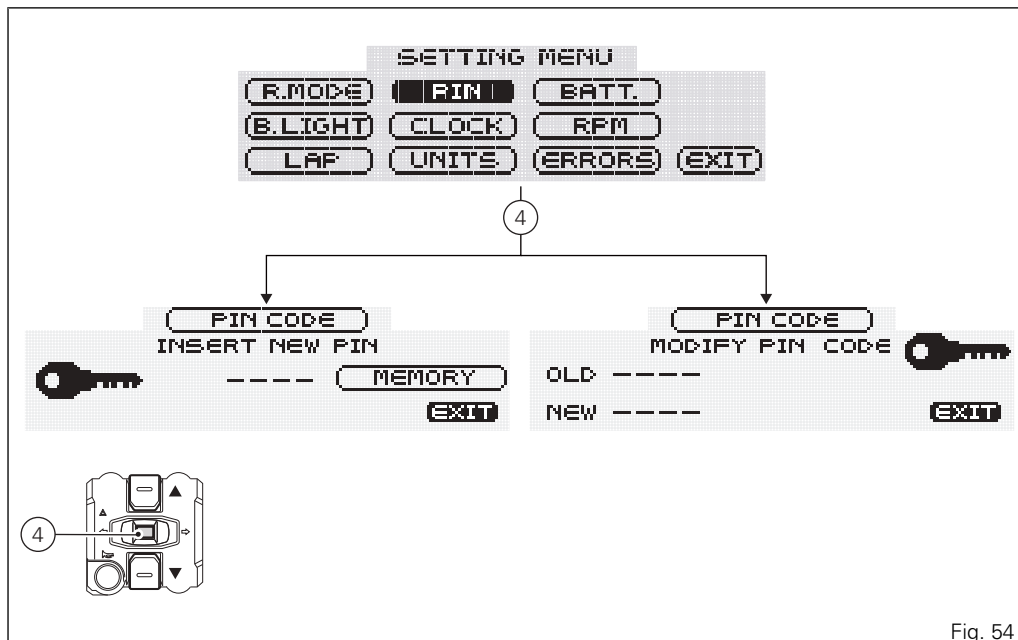 SETTING MENU
R.MODE PIN BATT.
B.LIGHT CLOCK RPM
LAP UNITS ERRORS EXIT
4
PIN CODE
INSERT NEW PIN
---- MEMORY
EXIT
PIN CODE
MODIFY PIN CODE
OLD ----
NEW ---- EXIT
4
Fig. 54